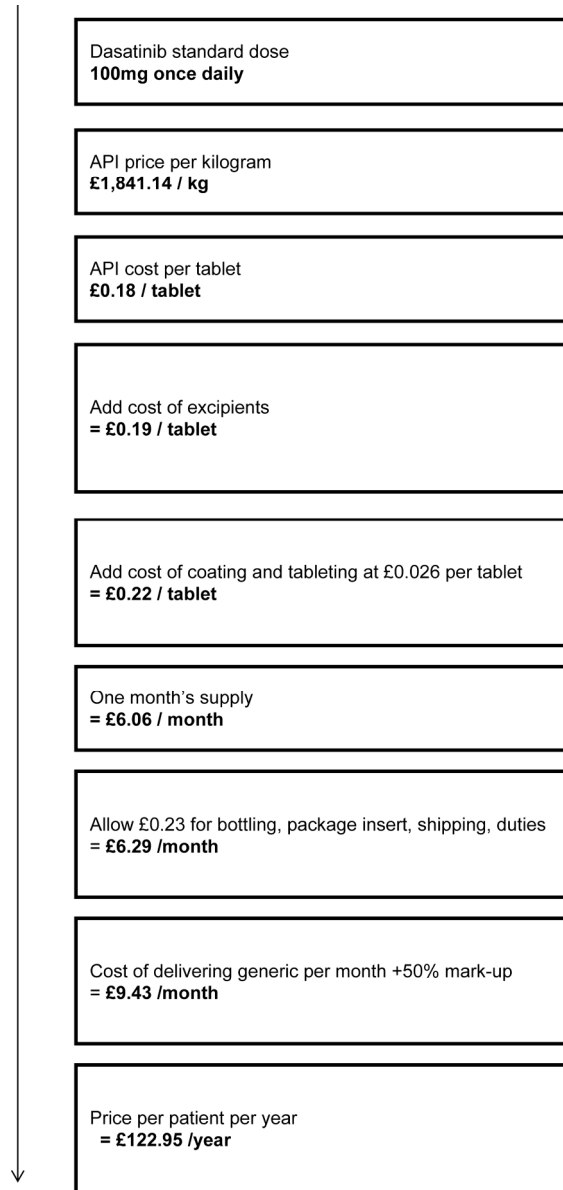 Dasatinib standard dose
100mg once daily
API price per kilogram
£1,841.14 / kg
API cost per tablet
£0.18 / tablet
Add cost of excipients
= £0.19 / tablet
Add cost of coating and tableting at £0.026 per tablet
= £0.22 / tablet
One month's supply
= £6.06 / month
Allow £0.23 for bottling, package insert, shipping, duties
= £6.29 /month
Cost of delivering generic per month +50% mark-up
= £9.43 /month
Price per patient per year
= £122.95 /year